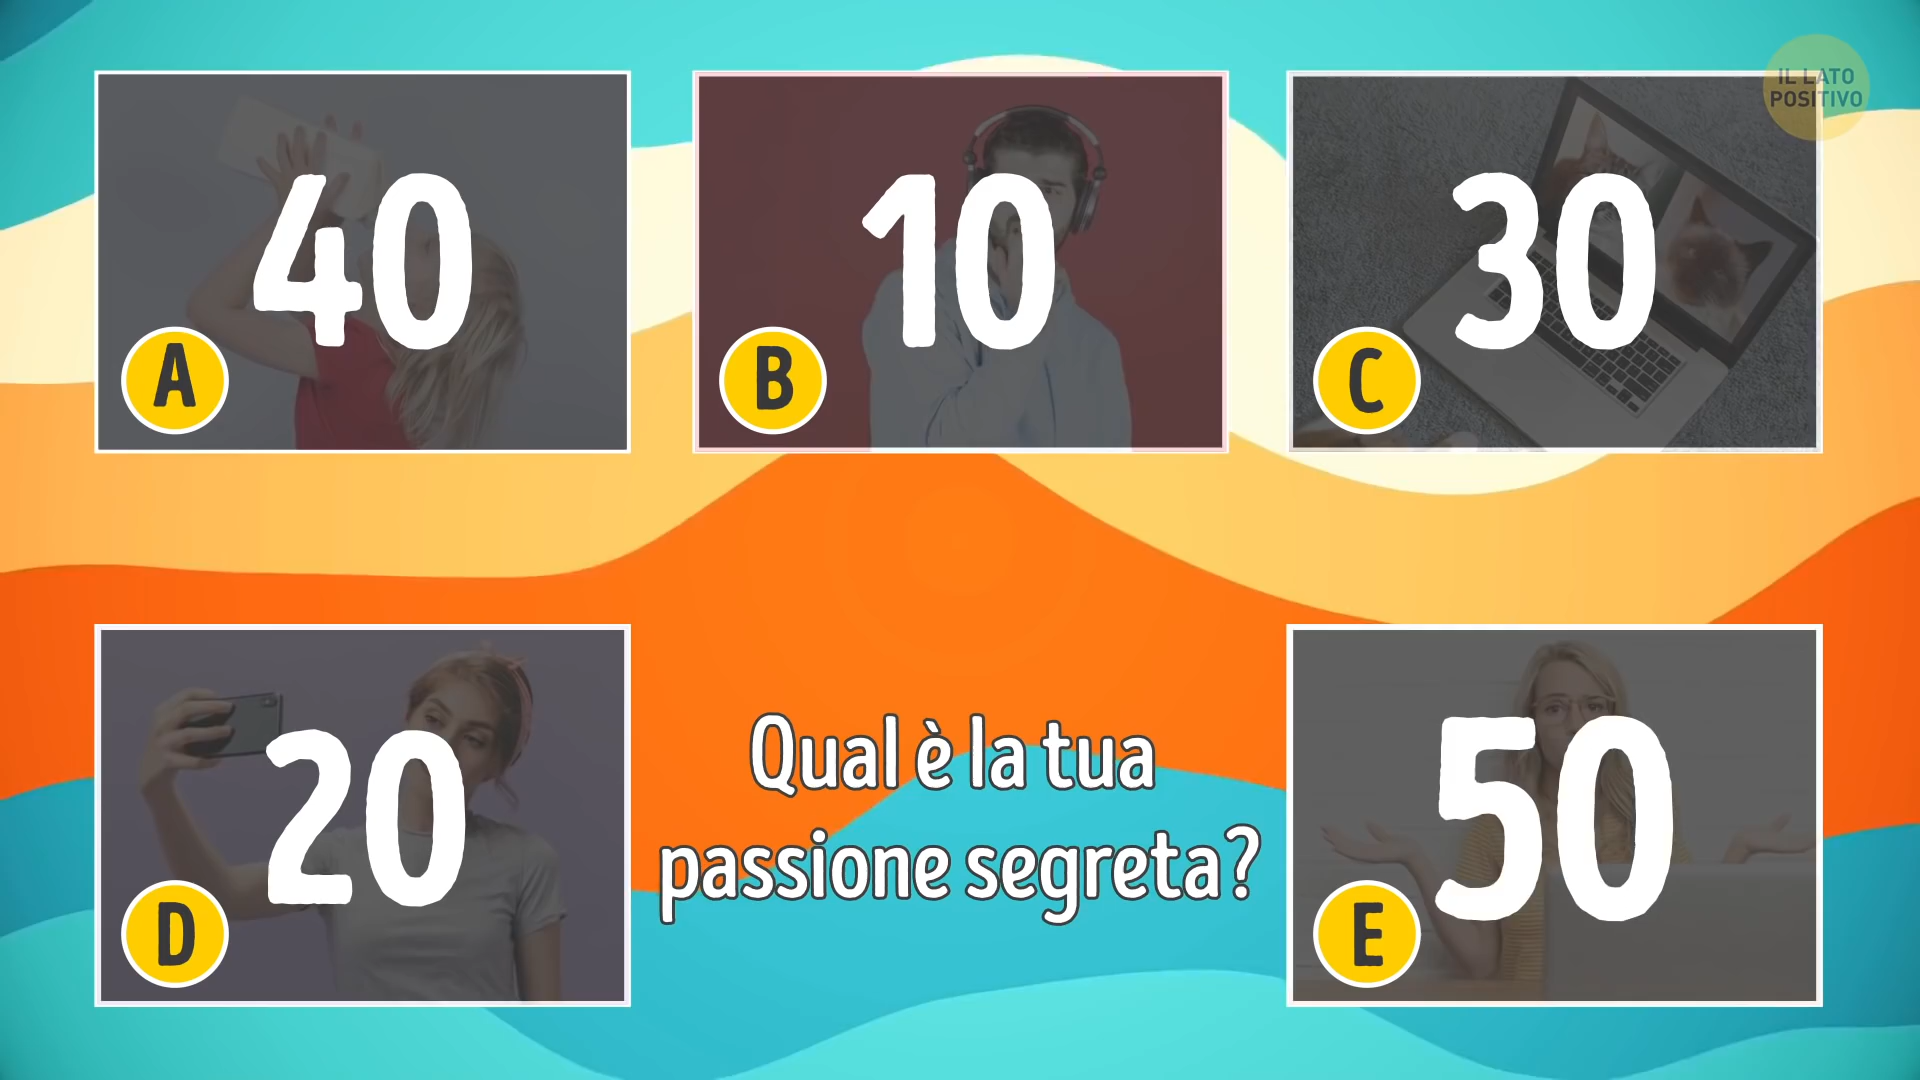 IL LATO
POSITIVO
40
A
10
B
30
C
20
D
Qual è la tua
passione segreta?
50
E